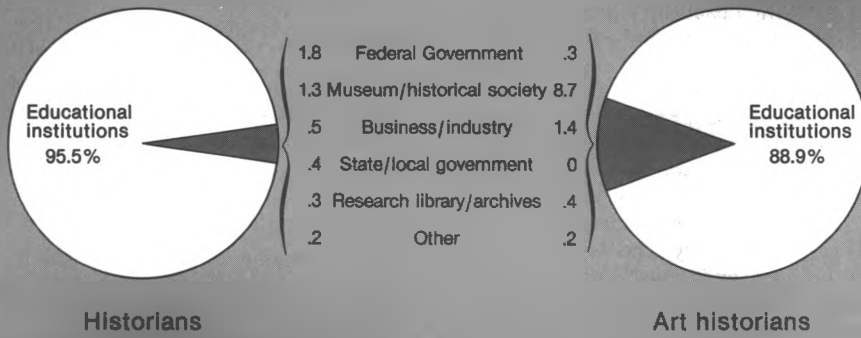 Educational
institutions
95.5%
1.8 Federal Government .3
1.3 Museum/historical society 8.7
.5 Business/industry 1.4
.4 State/local government 0
.3 Research library/archives .4
.2 Other .2
Educational
institutions
88.9%
Historians
Art historians